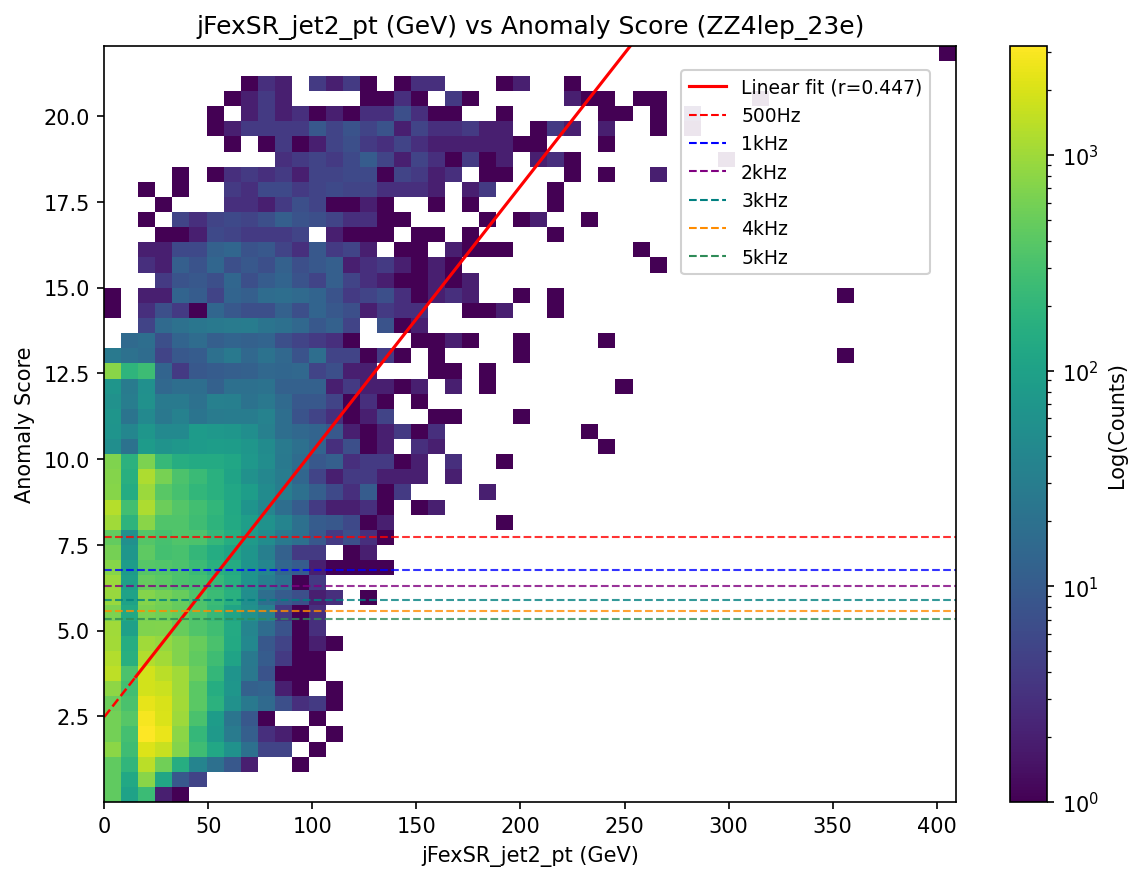 jFexSR_jet2_pt (GeV) vs Anomaly Score (ZZ4lep_23e)
Linear fit (r=0.447)
500Hz
1kHz
2kHz
3kHz
4kHz
5kHz
20.0
17.5
15.0
12.5
10.0
7.5
5.0
2.5
Anomaly Score
0
50
100
150
200
250
300
350
400
jFexSR_jet2_pt (GeV)
10³
10²
10¹
10⁰
Log(Counts)